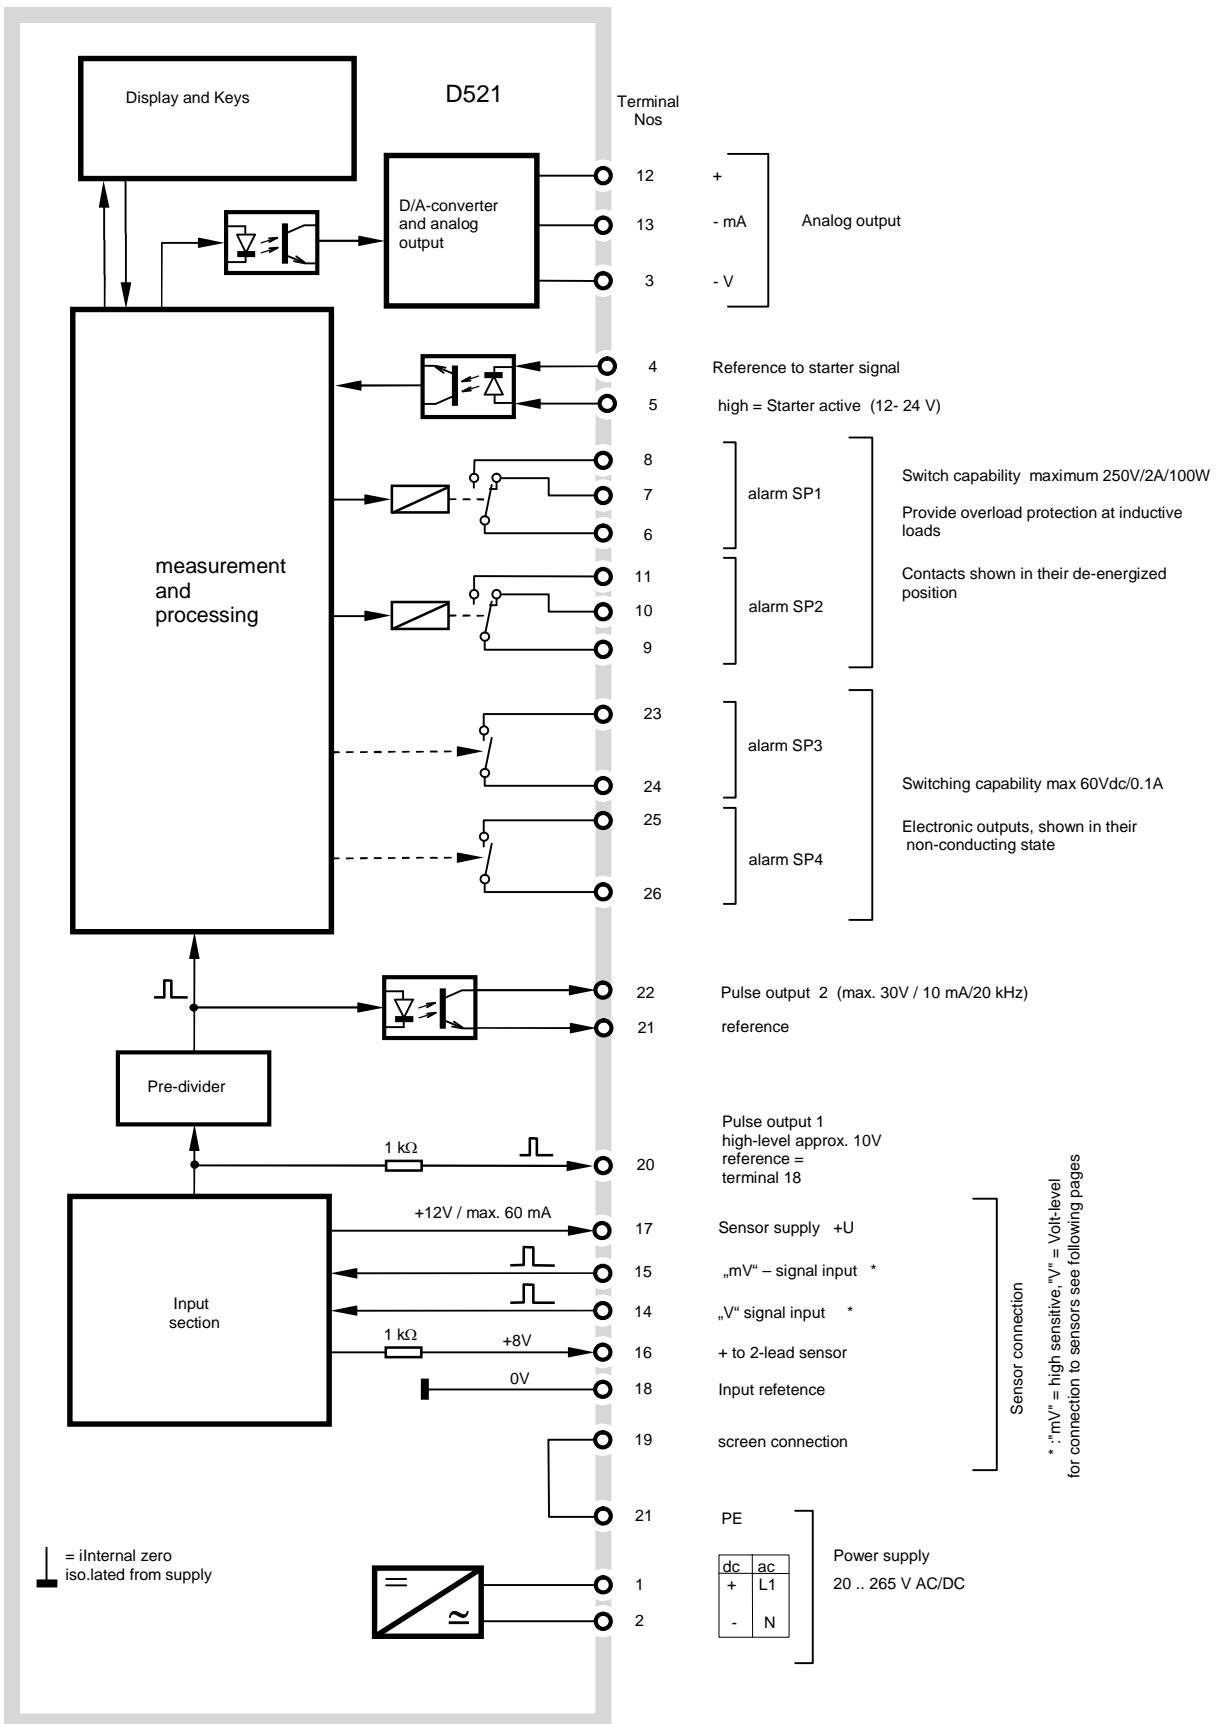 Display and Keys
D521
Terminal
Nos
D/A-converter
and analog
output
12 +
13 - mA
3 - V
Analog output
4 Reference to starter signal
5 high = Starter active (12- 24 V)
8
7
6
alarm SP1
11
10
9
alarm SP2
Switch capability maximum 250V/2A/100W
Provide overload protection at inductive
loads
Contacts shown in their de-energized
position
measurement
and
processing
23
24
alarm SP3
25
26
alarm SP4
Switching capability max 60Vdc/0.1A
Electronic outputs, shown in their
non-conducting state
22 Pulse output 2 (max. 30V / 10 mA/20 kHz)
21 reference
Pre-divider
1 kΩ
20
Pulse output 1
high-level approx. 10V
reference =
terminal 18
Input
section
+12V / max. 60 mA
17 Sensor supply +U
15 „mV“ – signal input *
14 „V“ signal input *
1 kΩ
+8V
16 + to 2-lead sensor
0V
18 Input refetence
19 screen connection
Sensor connection
* :"mV" = high sensitive,"V" = Volt-level
for connection to sensors see following pages
21 PE
= iInternal zero
iso.lated from supply
dc ac
1 + L1
2 - N
Power supply
20 .. 265 V AC/DC